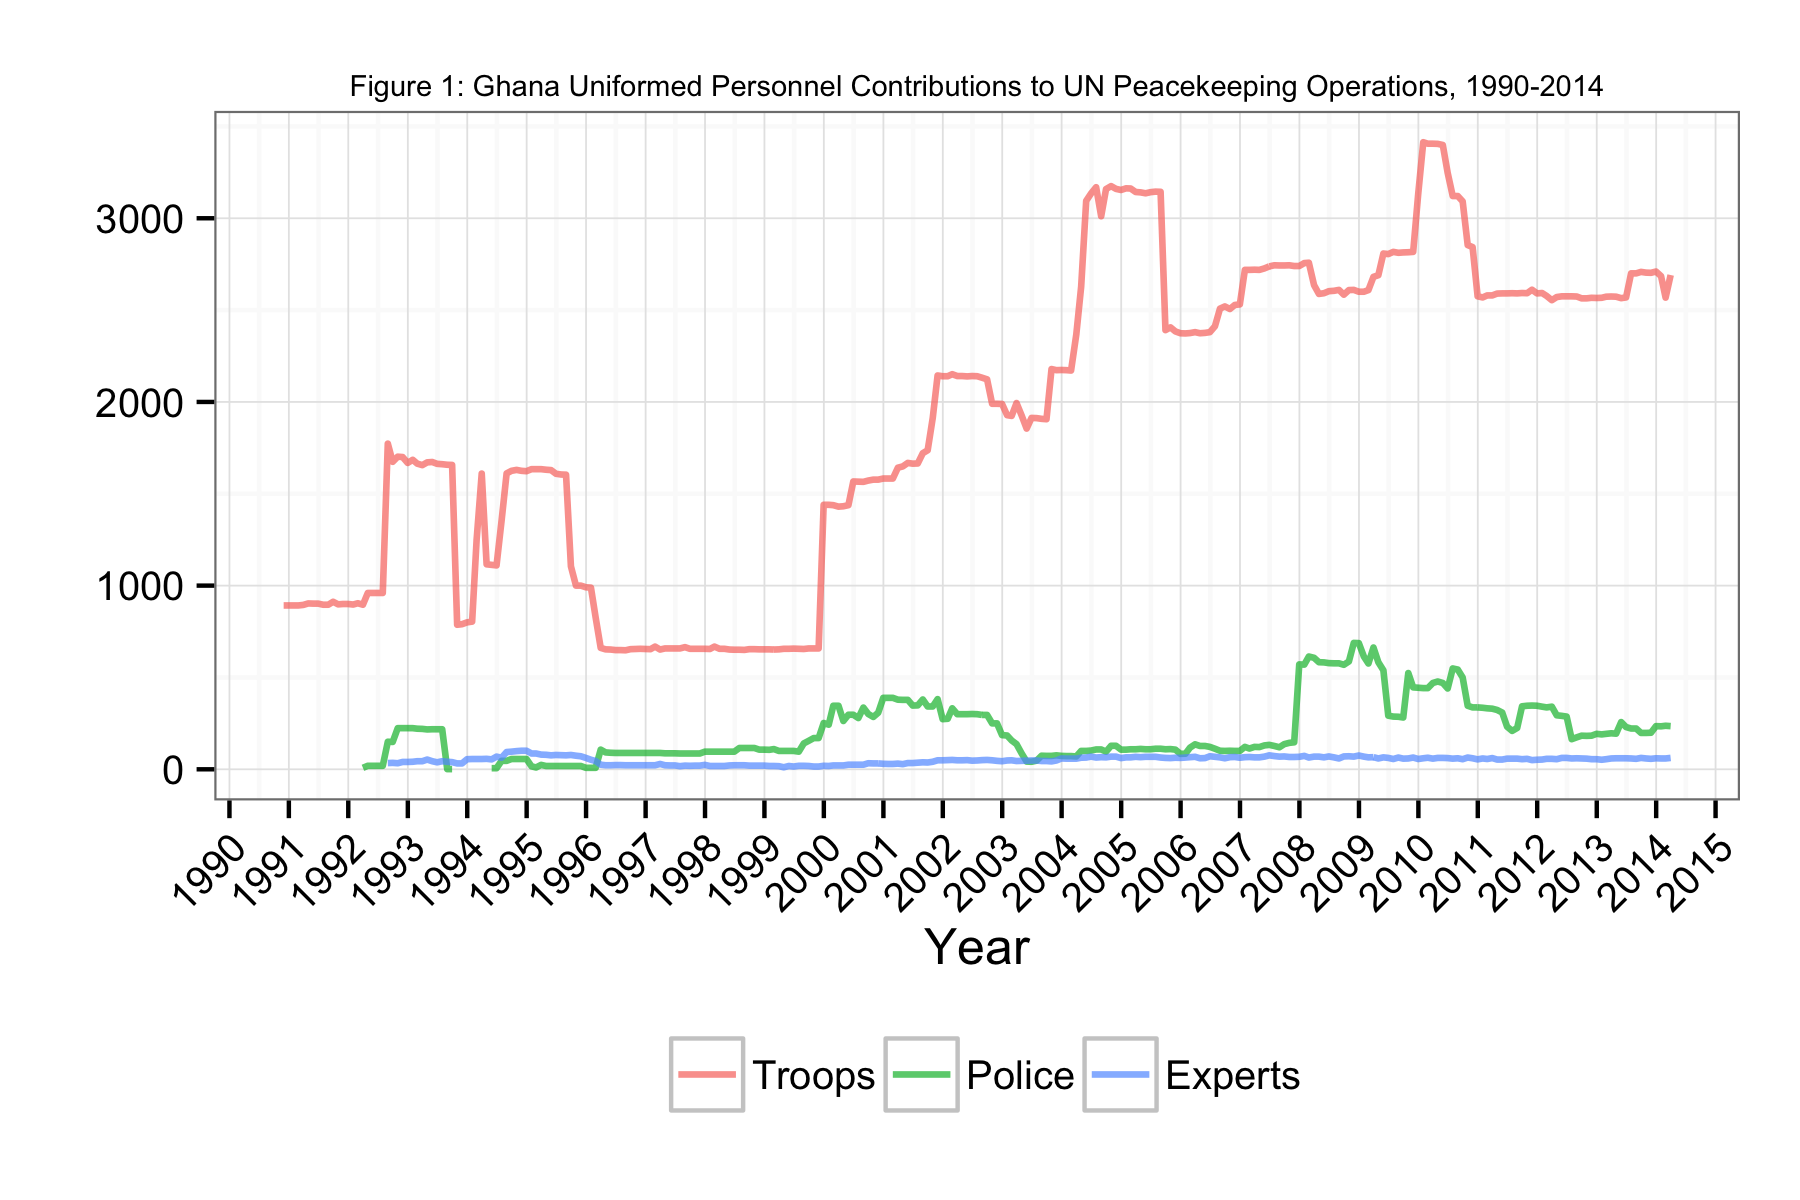 Figure 1: Ghana Uniformed Personnel Contributions to UN Peacekeeping Operations, 1990-2014
3000
2000
1000
0
1990 1991 1992 1993 1994 1995 1996 1997 1998 1999 2000 2001 2002 2003 2004 2005 2006 2007 2008 2009 2010 2011 2012 2013 2014 2015
Year
Troops Police Experts